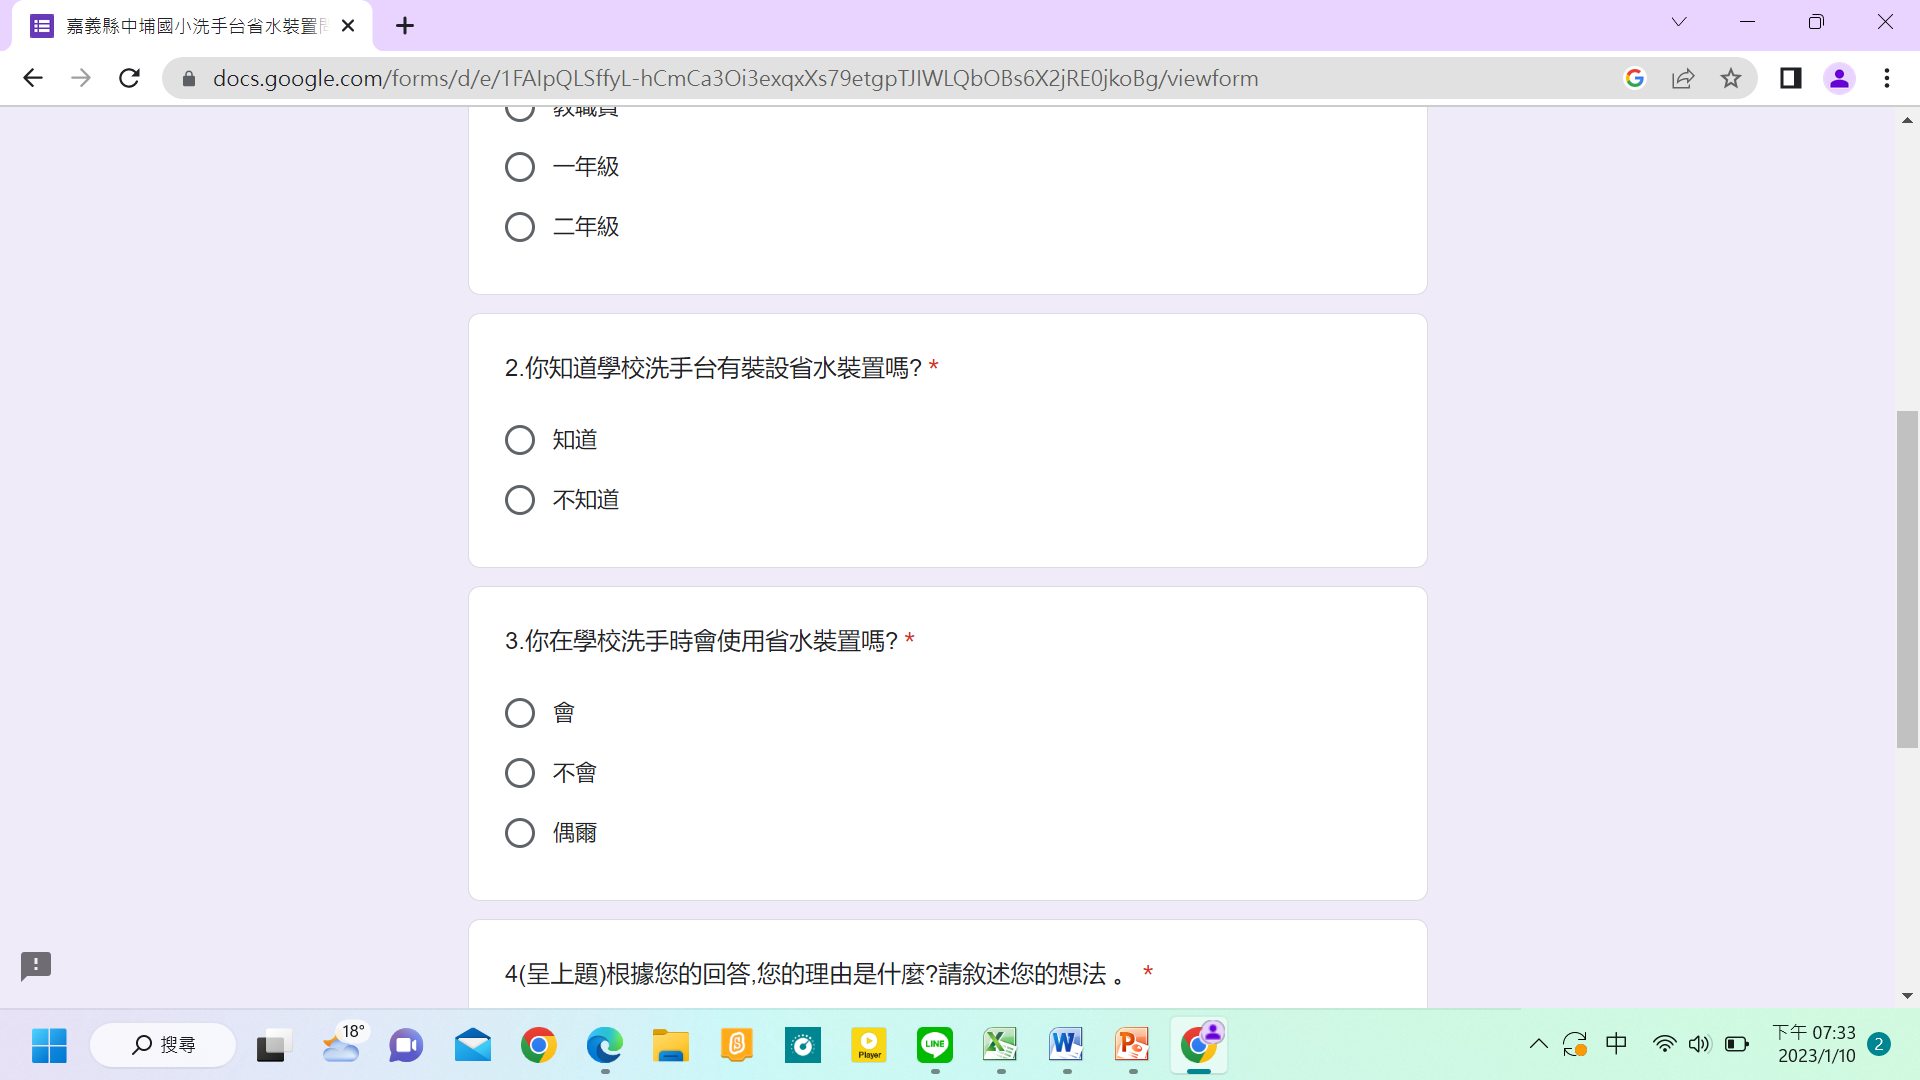 嘉義縣中埔國小洗手台省水裝置
docs.google.com/forms/d/e/1FAIpQLSffyL-hCmCa3Oi3exqxXs79etgpTJIWLQbOBs6X2jRE0jkoBg/viewform
教職員
一年級
二年級
2.你知道學校洗手台有裝設省水裝置嗎? *
知道
不知道
3.你在學校洗手時會使用省水裝置嗎? *
會
不會
偶爾
4(呈上題)根據您的回答,您的理由是什麼?請敘述您的想法 。 *
搜尋
18°
Player
LINE
中
下午 07:33
2023/1/10
2